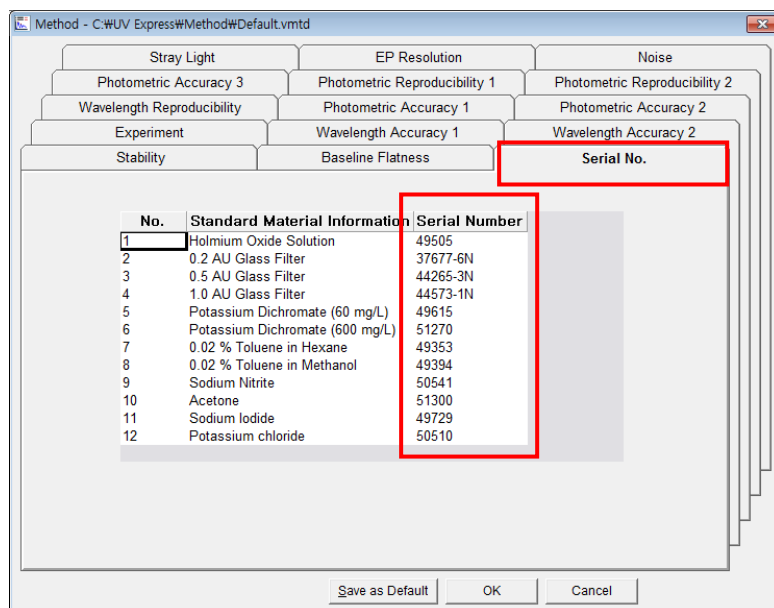 Method - C:₩UV Express₩Method₩Default.vmtd
Stray Light EP Resolution Noise
Photometric Accuracy 3 Photometric Reproducibility 1 Photometric Reproducibility 2
Wavelength Reproducibility Photometric Accuracy 1 Photometric Accuracy 2
Experiment Wavelength Accuracy 1 Wavelength Accuracy 2
Stability Baseline Flatness Serial No.
No. Standard Material Information Serial Number
1 Holmium Oxide Solution 49505
2 0.2 AU Glass Filter 37677-6N
3 0.5 AU Glass Filter 44265-3N
4 1.0 AU Glass Filter 44573-1N
5 Potassium Dichromate (60 mg/L) 49615
6 Potassium Dichromate (600 mg/L) 51270
7 0.02 % Toluene in Hexane 49353
8 0.02 % Toluene in Methanol 49394
9 Sodium Nitrite 50541
10 Acetone 51300
11 Sodium Iodide 49729
12 Potassium chloride 50510
Save as Default OK Cancel